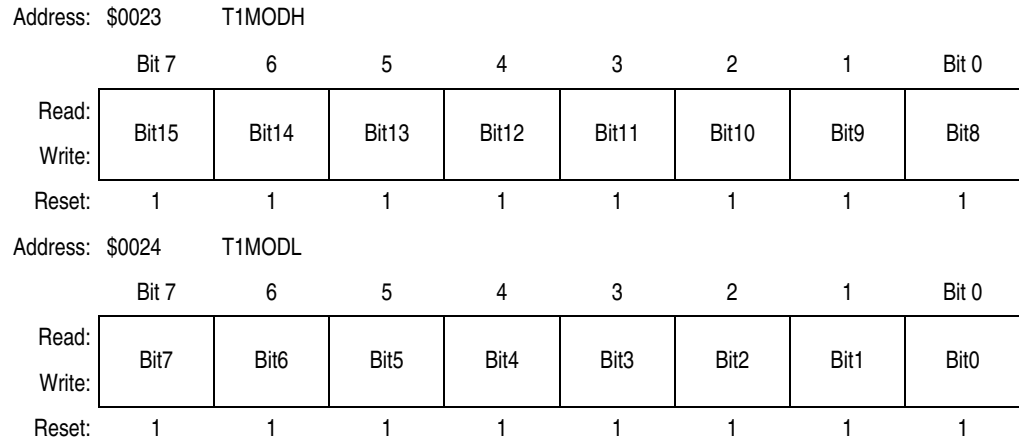 Address: $0023 T1MODH
Bit 7 6 5 4 3 2 1 Bit 0
Read:
Bit15 Bit14 Bit13 Bit12 Bit11 Bit10 Bit9 Bit8
Write:
Reset: 1 1 1 1 1 1 1 1
Address: $0024 T1MODL
Bit 7 6 5 4 3 2 1 Bit 0
Read:
Bit7 Bit6 Bit5 Bit4 Bit3 Bit2 Bit1 Bit0
Write:
Reset: 1 1 1 1 1 1 1 1